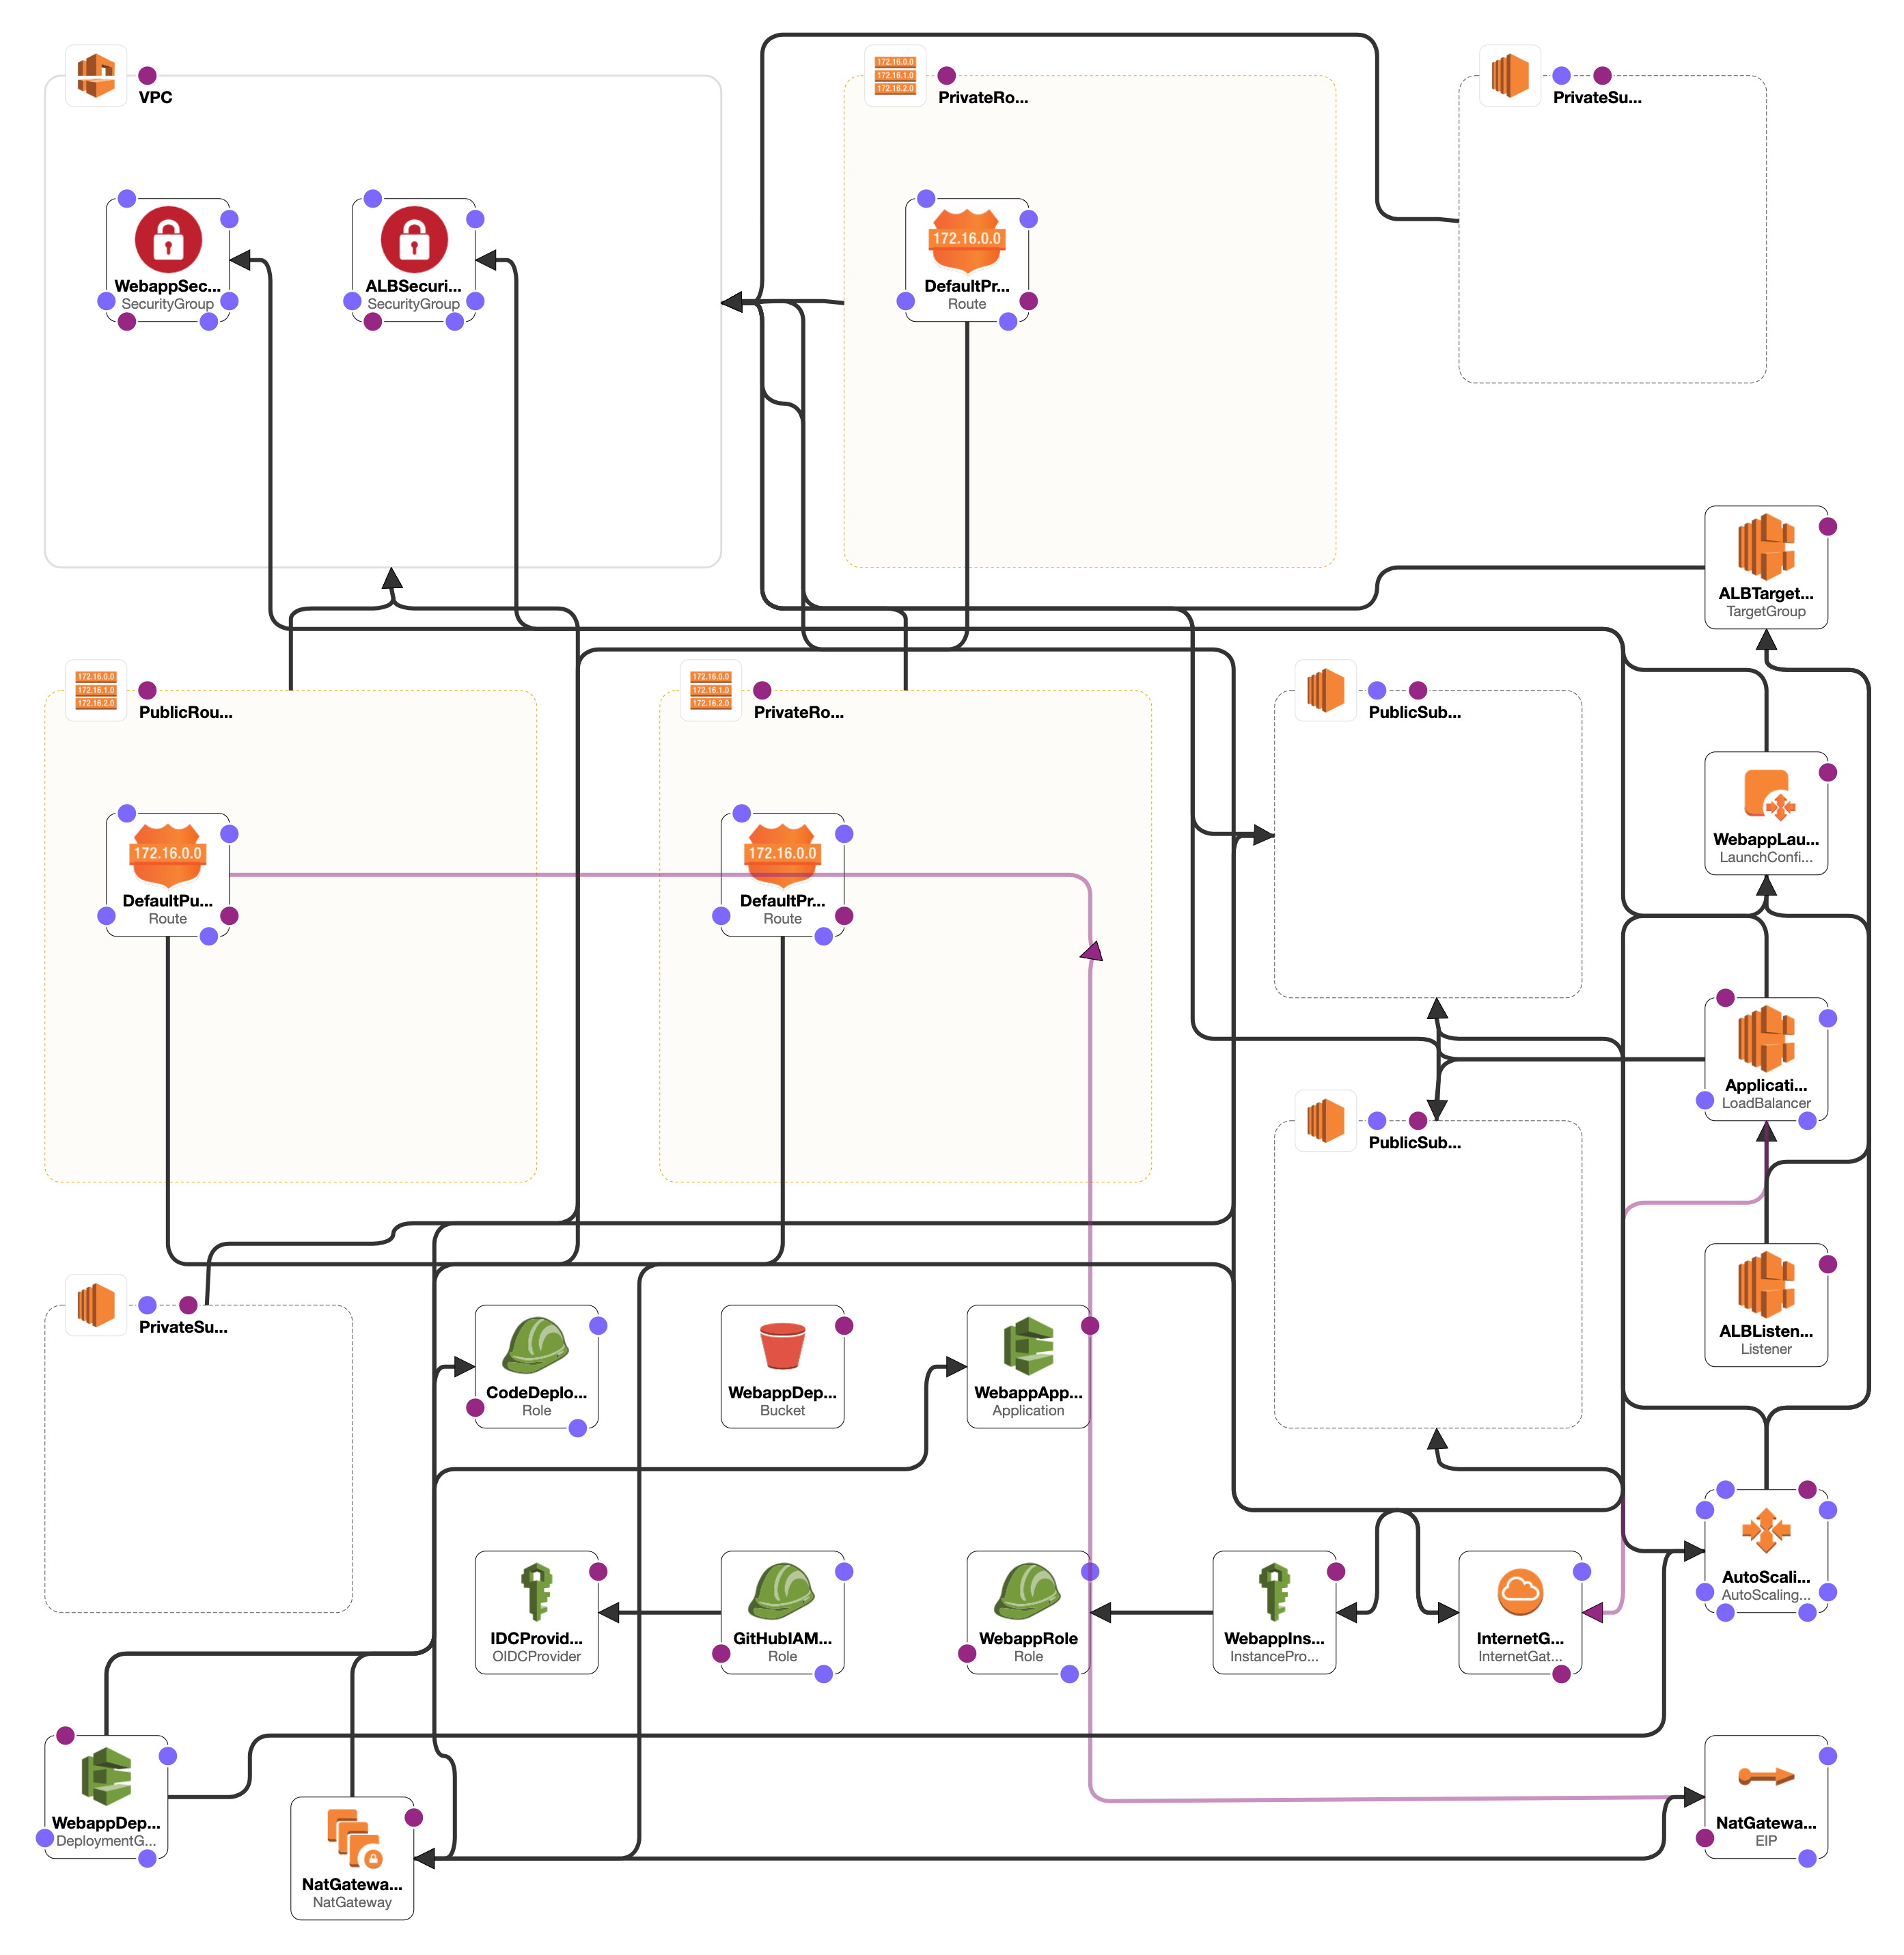 172.16.0.0
172.16.1.0
172.16.2.0
VPC
PrivateRo...
PrivateSu...
WebappSec...
SecurityGroup
ALBSecuri...
SecurityGroup
172.16.0.0
DefaultPr...
Route
ALBTarget...
TargetGroup
172.16.0.0
172.16.1.0
172.16.2.0
PublicRou...
172.16.0.0
172.16.1.0
172.16.2.0
PrivateRo...
PublicSub...
WebappLau...
LaunchConfi...
172.16.0.0
DefaultPu...
Route
172.16.0.0
DefaultPr...
Route
Applicati...
LoadBalancer
PublicSub...
PrivateSu...
ALBListen...
Listener
CodeDeplo...
Role
WebappDep...
Bucket
WebappApp...
Application
AutoScali...
AutoScaling...
IDCProvid...
OIDCProvider
GitHubIAM...
Role
WebappRole
Role
WebappIns...
InstancePro...
InternetG...
InternetGat...
WebappDep...
DeploymentG...
NatGatewa...
EIP
NatGatewa...
NatGateway